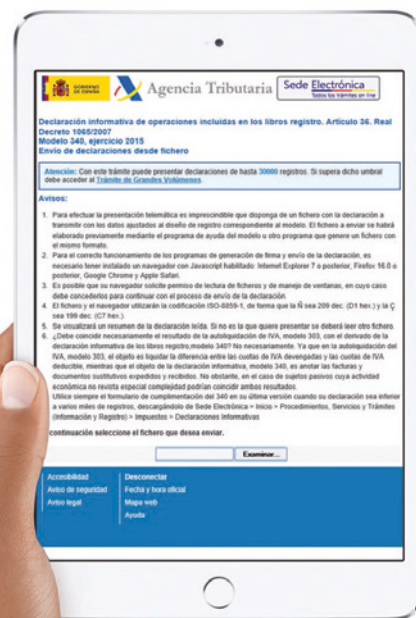 GOBIERNO
DE ESPAÑA
Agencia Tributaria
Sede Electrónica
Todos los trámites on line
Declaración informativa de operaciones incluidas en los libros registro. Artículo 36. Real
Decreto 1065/2007
Modelo 340, ejercicio 2015
Envío de declaraciones desde fichero
Atención: Con este trámite puede presentar declaraciones de hasta 30000 registros. Si supera dicho umbral
debe acceder al Trámite de Grandes Volúmenes.
Avisos:
1. Para efectuar la presentación telemática es imprescindible que disponga de un fichero con la declaración a
transmitir con los datos ajustados al diseño de registro correspondiente al modelo. El fichero a enviar se habrá
elaborado previamente mediante el programa de ayuda del modelo u otro programa que genere un fichero con
el mismo formato.
2. Para el correcto funcionamiento de los programas de generación de firma y envío de la declaración, es
necesario tener instalado un navegador con Javascript habilitado: Internet Explorer 7 o posterior, Firefox 16.0 o
posterior, Google Chrome y Apple Safari.
3. Es posible que su navegador solicite permiso de lectura de ficheros y de manejo de ventanas, en cuyo caso
debe concederlos para continuar con el proceso de envío de la declaración.
4. El fichero y el navegador utilizarán la codificación ISO-8859-1, de forma que la Ñ sea 209 dec. (D1 hex.) y la Ç
sea 199 dec. (C7 hex.).
5. Se visualizará un resumen de la declaración leída. Si no es la que quiere presentar se deberá leer otro fichero.
6. ¿Debe coincidir necesariamente el resultado de la autoliquidación de IVA, modelo 303, con el derivado de la
declaración informativa de los libros registro,modelo 340? No necesariamente. Ya que en la autoliquidación del
IVA, modelo 303, el objeto es liquidar la diferencia entre las cuotas de IVA devengadas y las cuotas de IVA
deducible, mientras que el objeto de la declaración informativa, modelo 340, es anotar las facturas y
documentos sustitutivos expedidos y recibidos. No obstante, en el caso de sujetos pasivos cuya actividad
económica no revista especial complejidad podrían coincidir ambos resultados.
Utilice siempre el formulario de cumplimentación del 340 en su última versión cuando su declaración sea inferior
a varios miles de registros, descargándolo de Sede Electrónica > Inicio > Procedimientos, Servicios y Trámites
(Información y Registro) > Impuestos > Declaraciones Informativas
continuación seleccione el fichero que desea enviar.
Examinar...
Accesibilidad
Aviso de seguridad
Aviso legal
Desconectar
Fecha y hora oficial
Mapa web
Ayuda